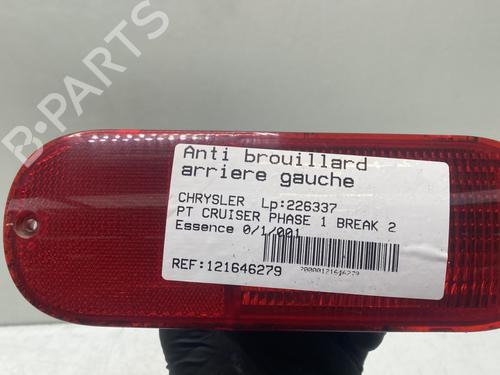 B-PARTS
Anti brouillard
arriere gauche
CHRYSLER Lp:226337
PT CRUISER PHASE 1 BREAK 2
Essence 0/1/001
REF:121646279
20000121646279